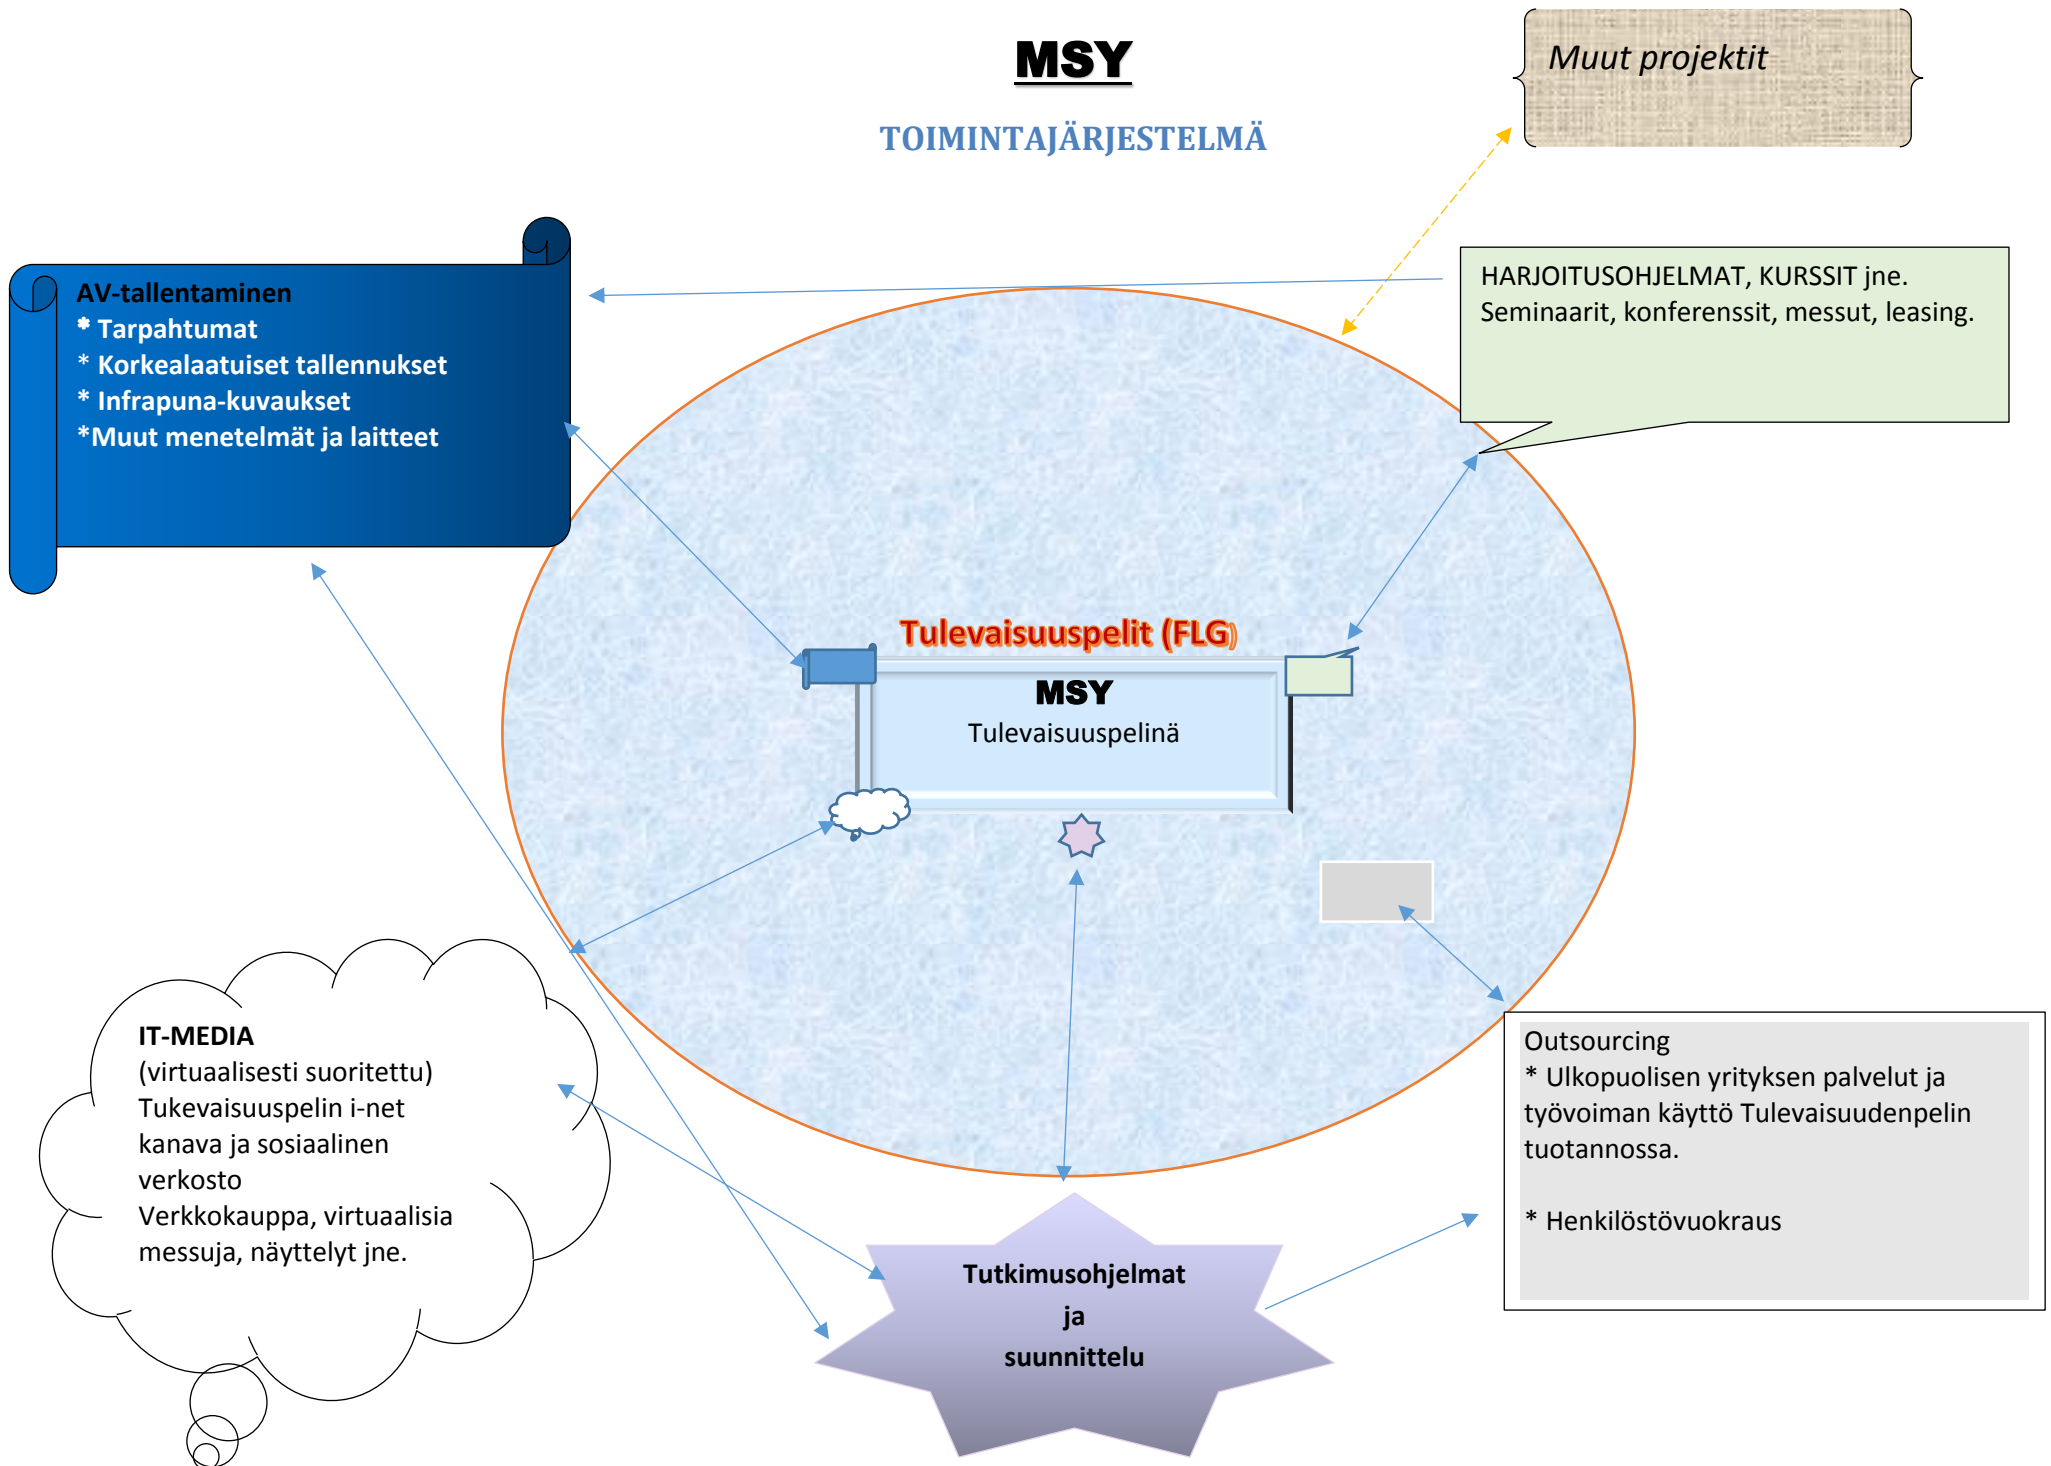 MSY
TOIMINTAJÄRJESTELMÄ
Muut projektit
AV-tallentaminen
* Tarpahtumat
* Korkealaatuiset tallennukset
* Infrapuna-kuvaukset
*Muut menetelmät ja laitteet
HARJOITUSOHJELMAT, KURSSIT jne.
Seminaarit, konferenssit, messut, leasing.
Tulevaisuuspelit (FLG)
MSY
Tulevaisuuspelinä
IT-MEDIA
(virtuaalisesti suoritettu)
Tukevaisuuspelin i-net
kanava ja sosiaalinen
verkosto
Verkkokauppa, virtuaalisia
messuja, näyttelyt jne.
Outsourcing
* Ulkopuolisen yrityksen palvelut ja
työvoiman käyttö Tulevaisuudenpelin
tuotannossa.
* Henkilöstövuokraus
Tutkimusohjelmat
ja
suunnittelu